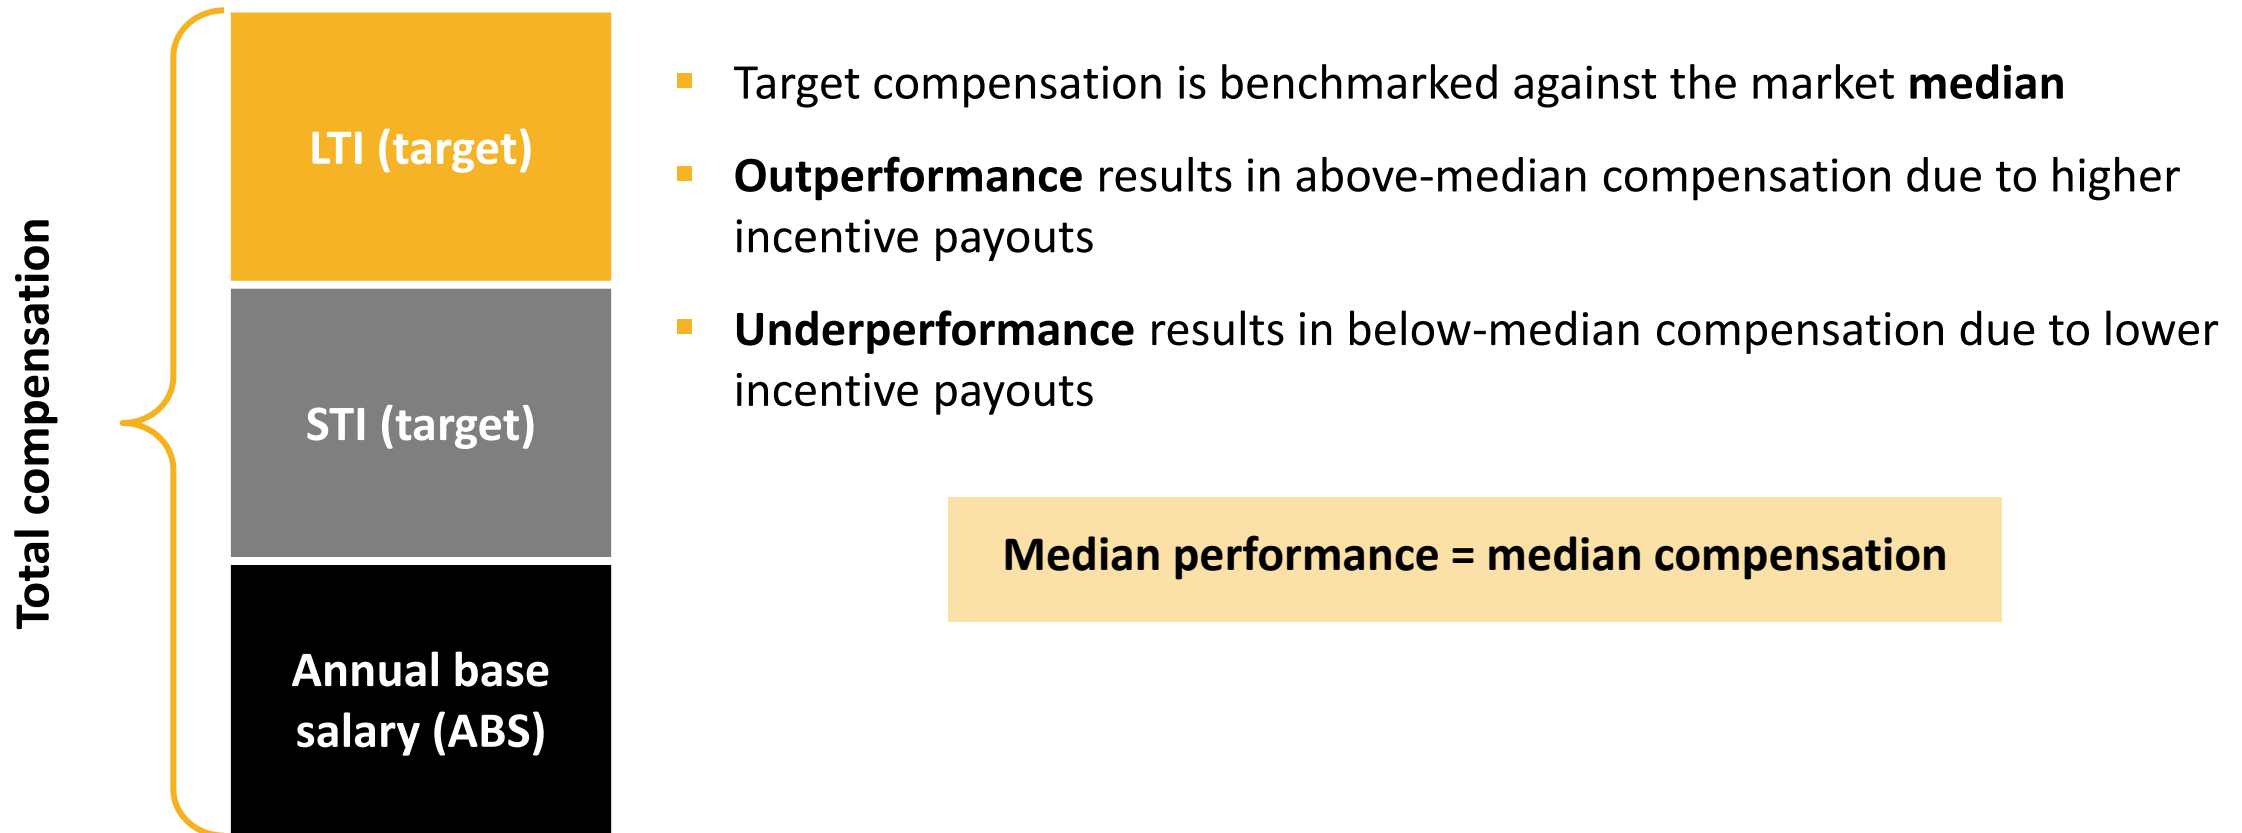 Total compensation
LTI (target)
STI (target)
Annual base
salary (ABS)
Target compensation is benchmarked against the market median
Outperformance results in above-median compensation due to higher
incentive payouts
Underperformance results in below-median compensation due to lower
incentive payouts
Median performance = median compensation